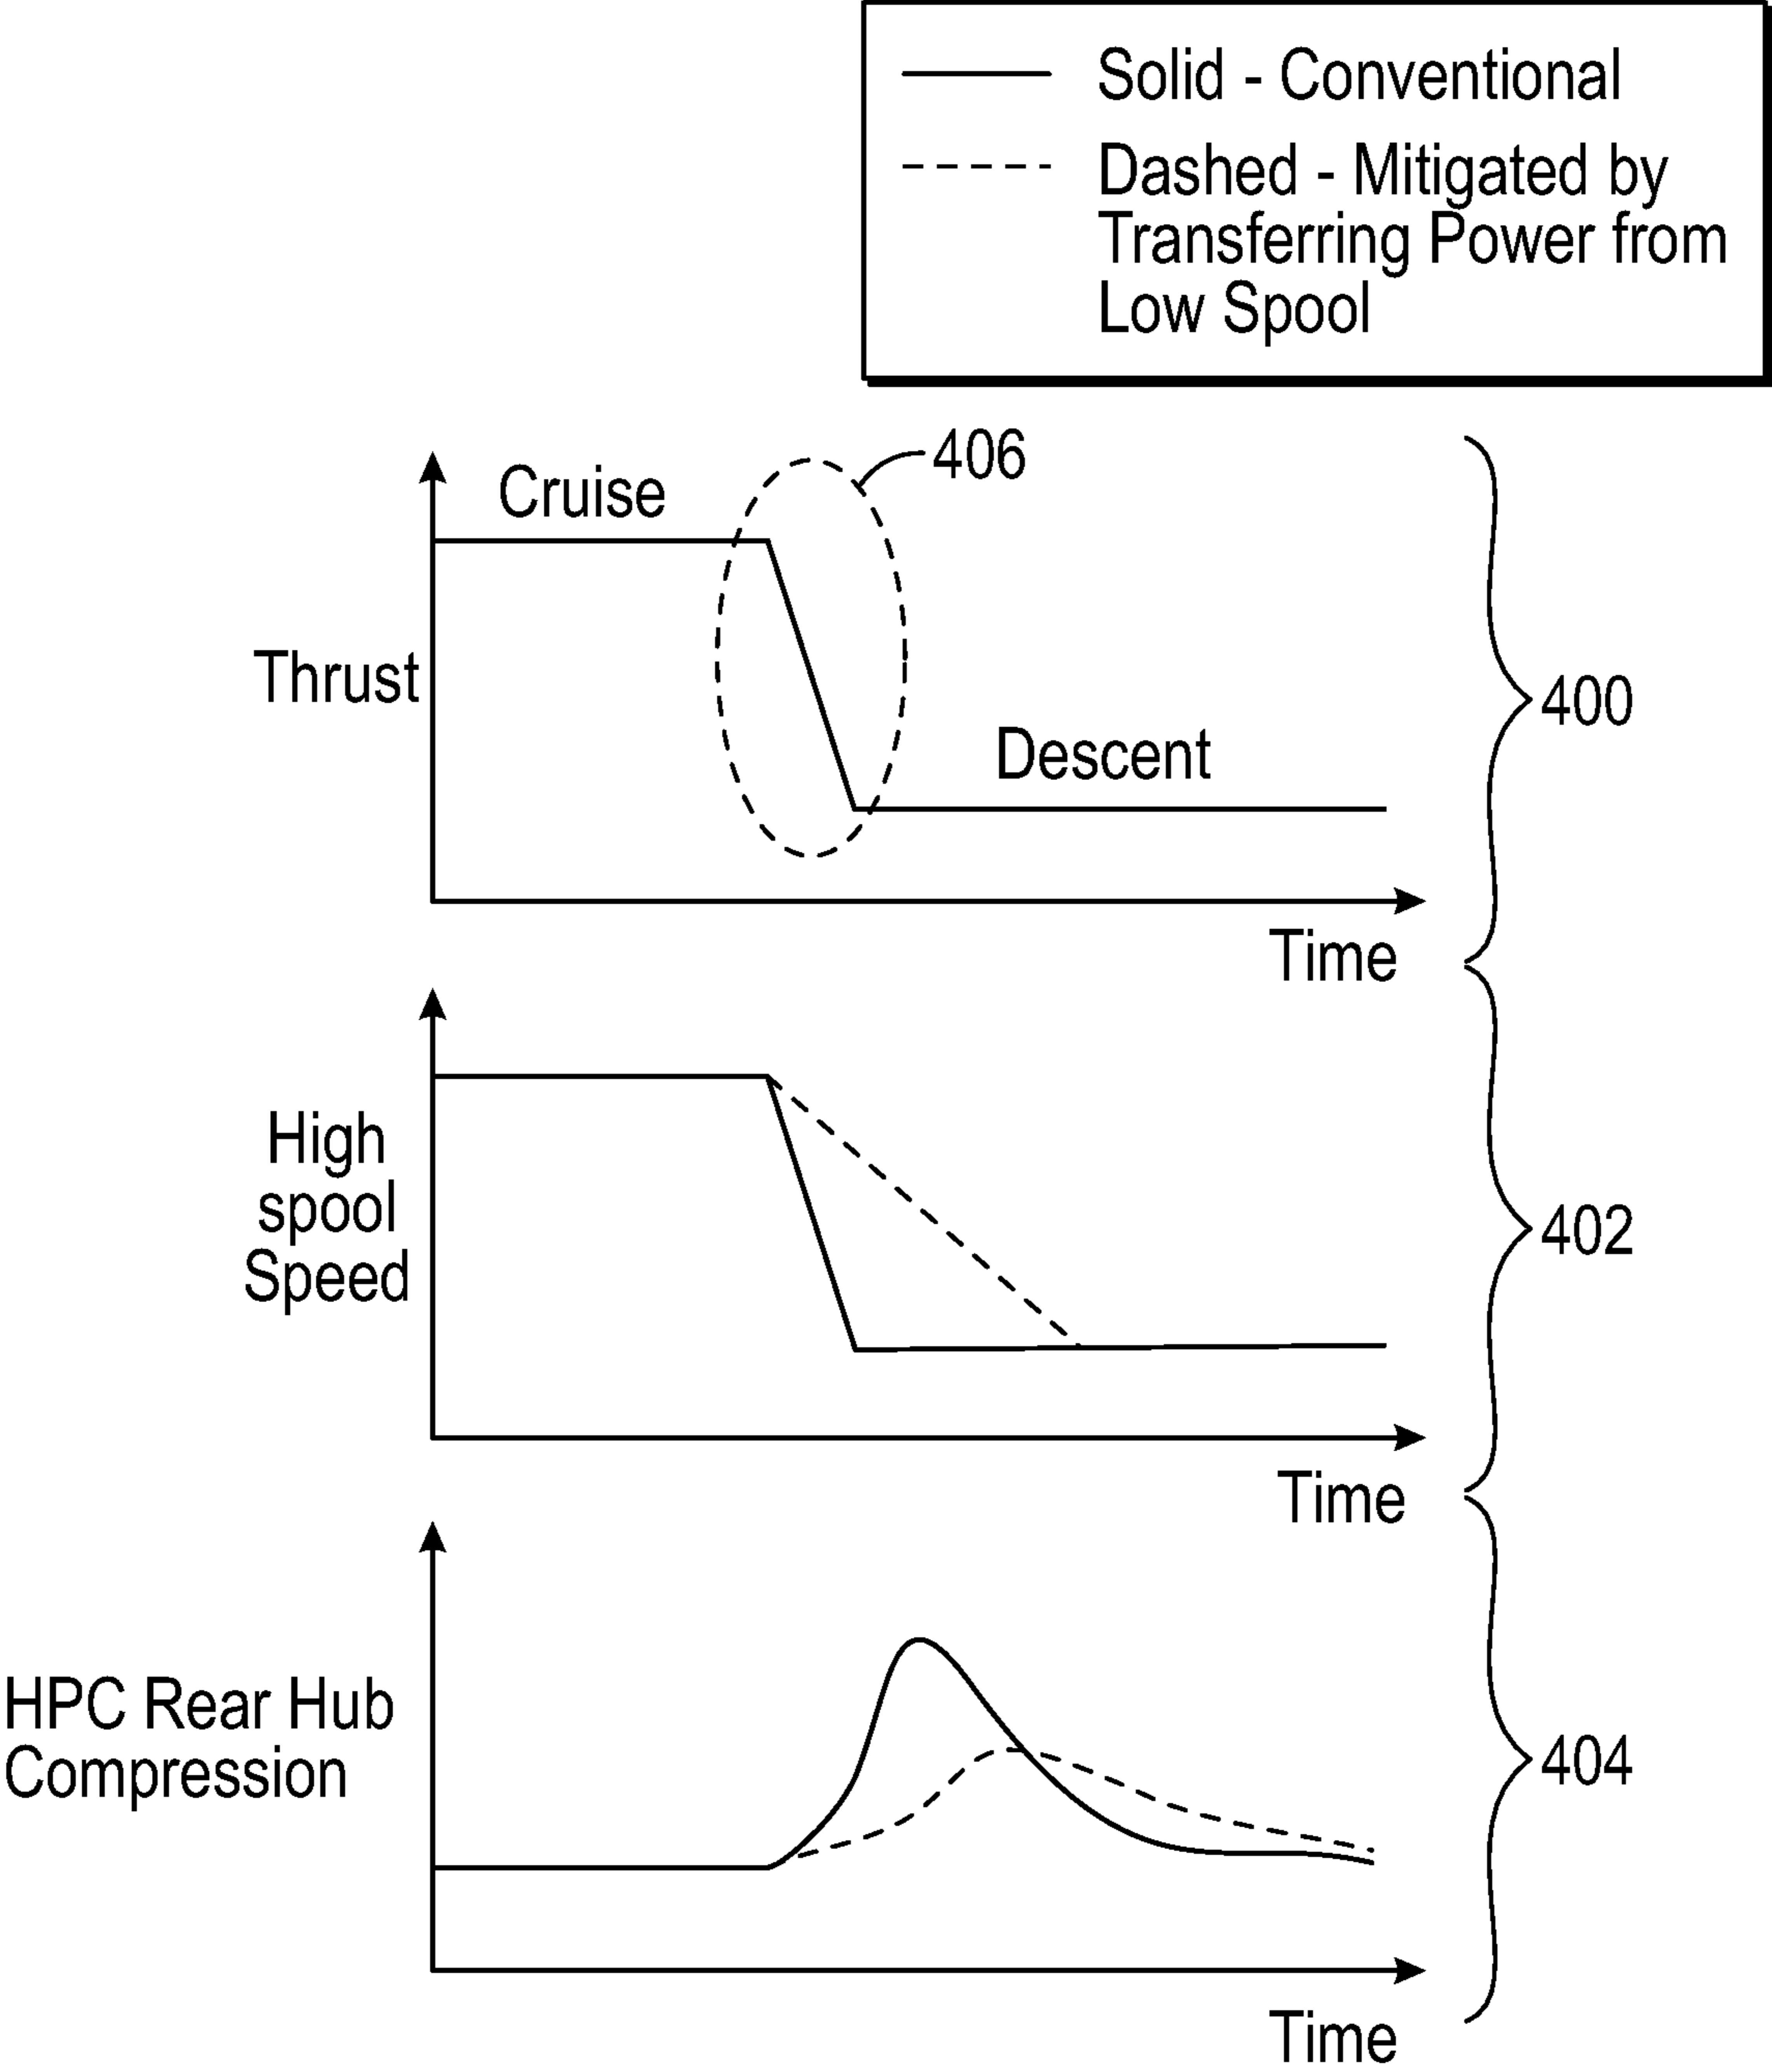 Solid - Conventional
Dashed - Mitigated by
Transferring Power from
Low Spool
406
Cruise
Thrust
Descent
400
Time
High
spool
Speed
402
Time
HPC Rear Hub
Compression
404
Time